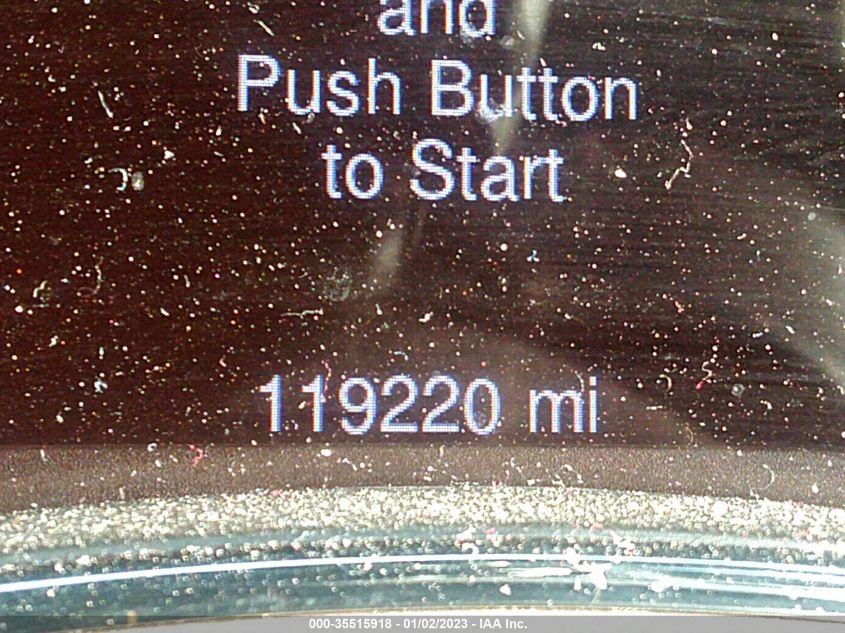 and
Push Button
to Start
119220 mi
000-35515918 - 01/02/2023 - IAA Inc.